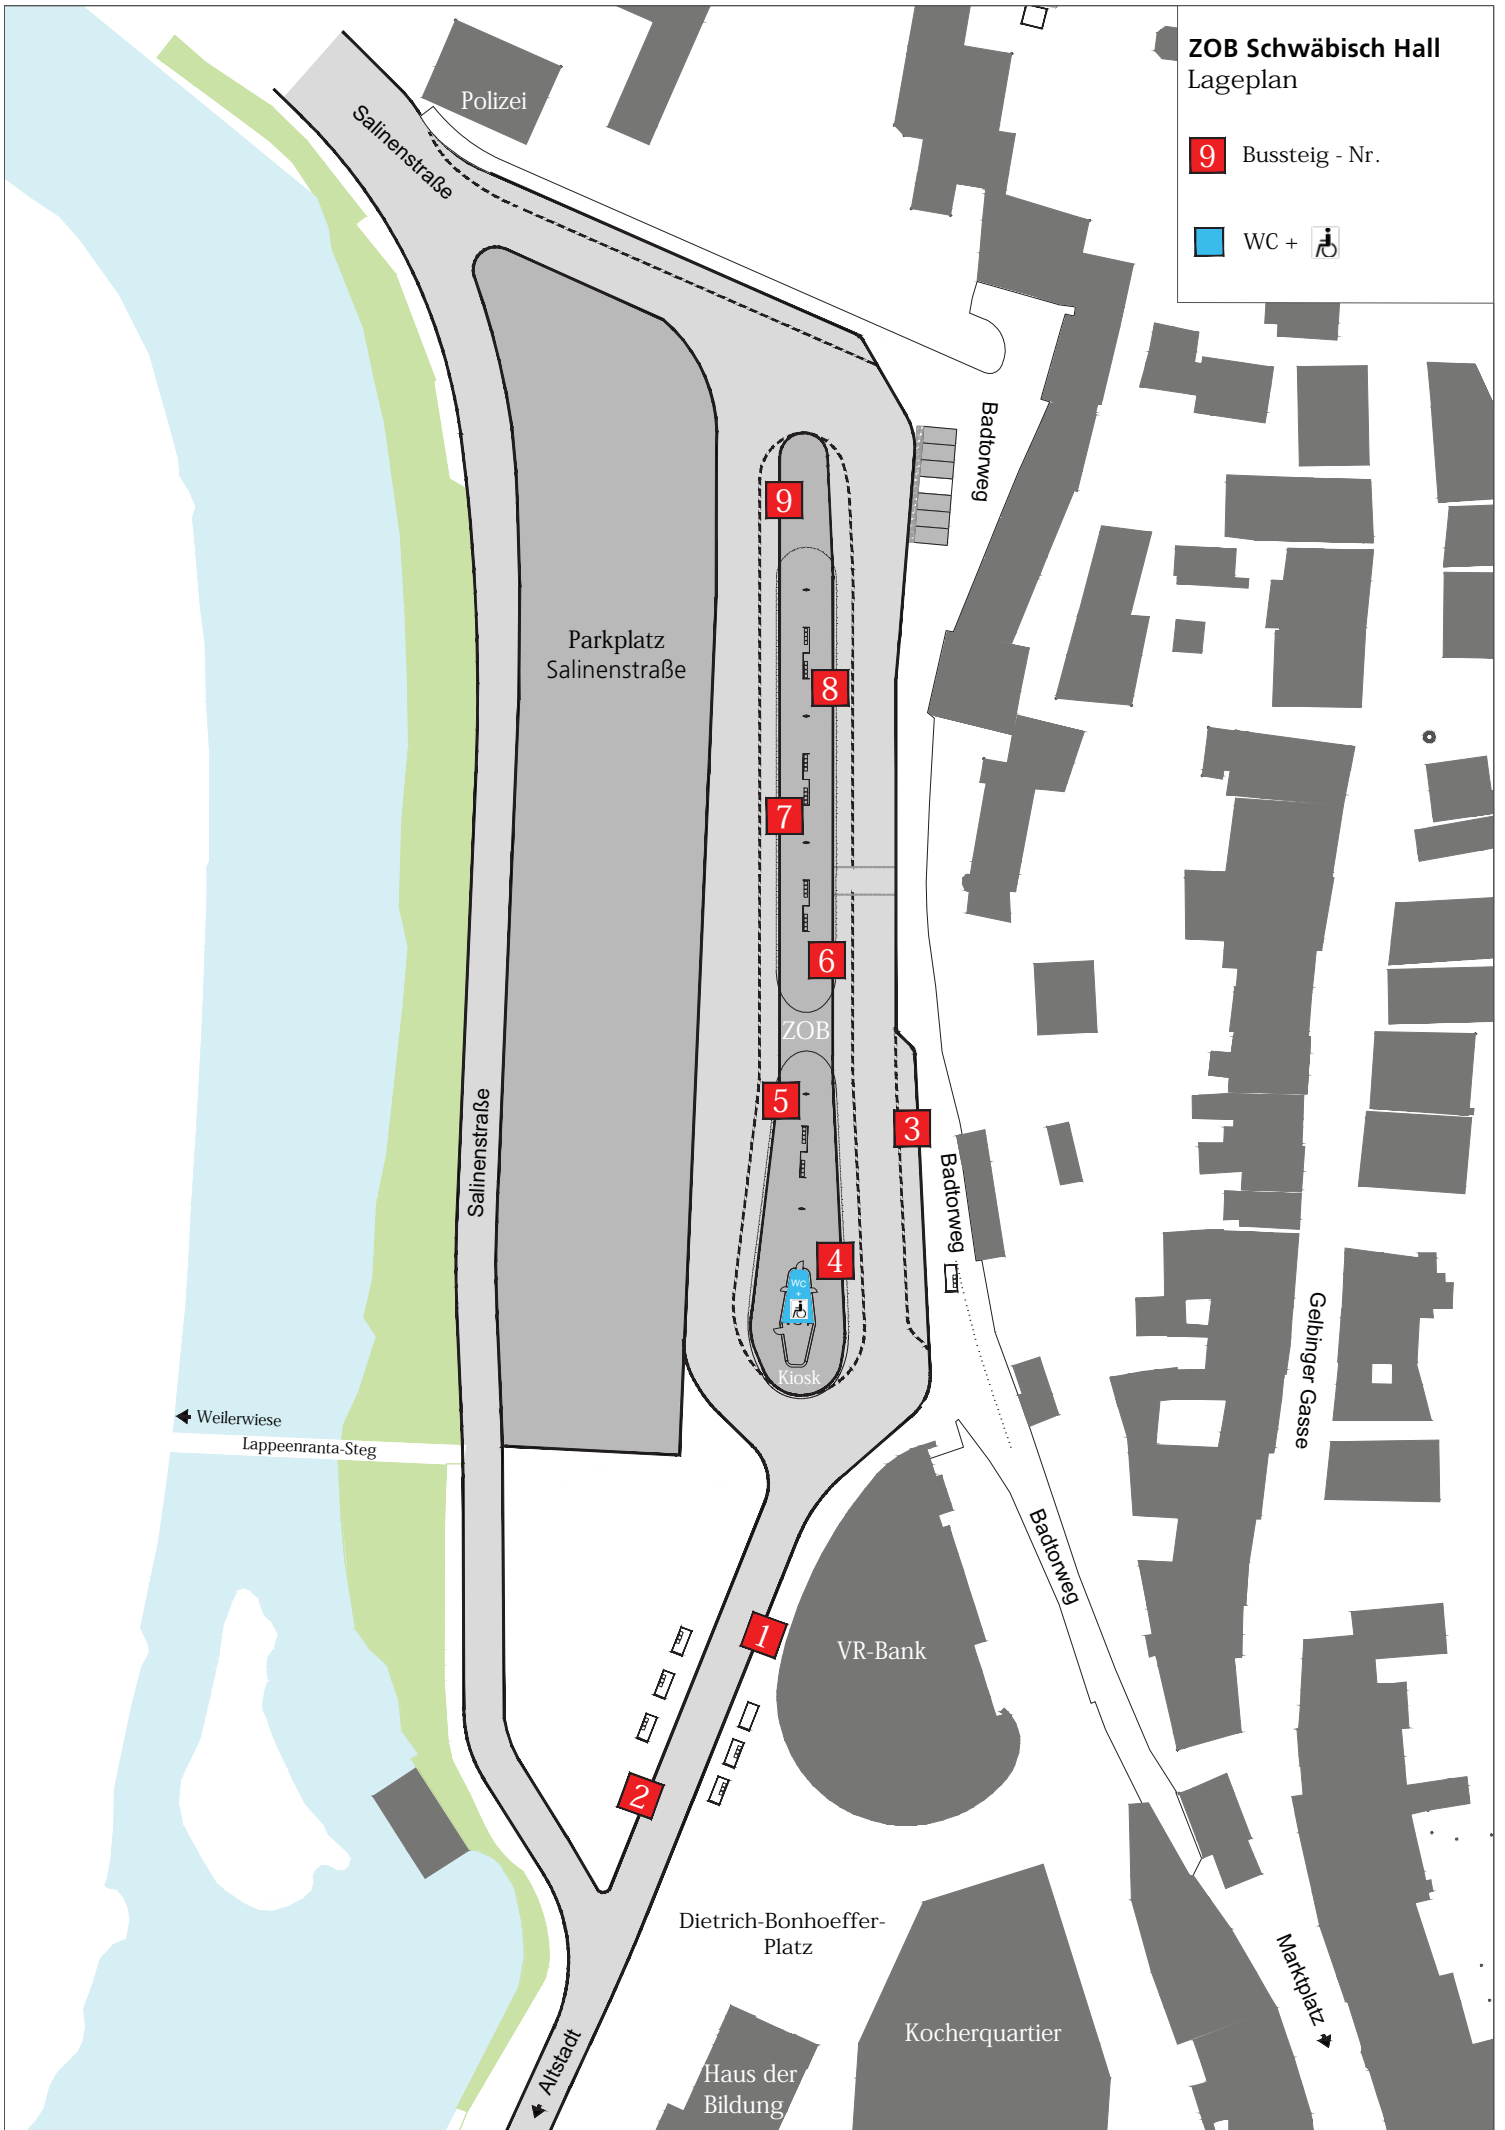 ZOB Schwäbisch Hall
Lageplan
9 Bussteig - Nr.
WC +
Polizei
Salinenstraße
Badtorweg
9
Parkplatz
Salinenstraße
8
7
6
ZOB
5
3
Salinenstraße
Badtorweg
4
WC
+
Kiosk
Gelbinger Gasse
Weilerwiese
Lappeenranta-Steg
Badtorweg
1
VR-Bank
2
Dietrich-Bonhoeffer-
Platz
Marktplatz
Kocherquartier
Altstadt
Haus der
Bildung